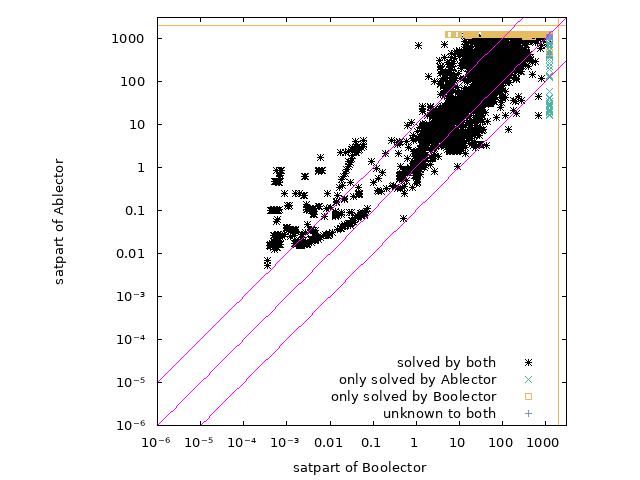 1000
100
10
1
0.1
0.01
10⁻³
10⁻⁴
10⁻⁵
10⁻⁶
satpart of Ablector
solved by both
only solved by Ablector
only solved by Boolector
unknown to both
10⁻⁶ 10⁻⁵ 10⁻⁴ 10⁻³ 0.01 0.1 1 10 100 1000
satpart of Boolector